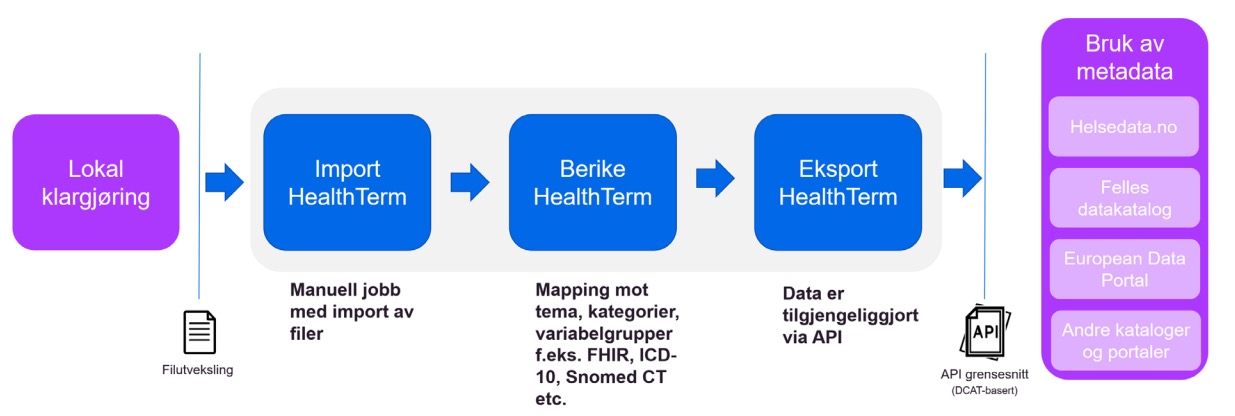 Lokal
klargjøring
Filutveksling
Import
HealthTerm
Manuell jobb
med import av
filer
Berike
HealthTerm
Mapping mot
tema, kategorier,
variabelgrupper
f.eks. FHIR, ICD-
10, Snomed CT
etc.
Eksport
HealthTerm
Data er
tilgjengeliggjort
via API
API
API grensesnitt
(DCAT-basert)
Bruk av
metadata
Helsedata.no
Felles
datakatalog
European Data
Portal
Andre kataloger
og portaler